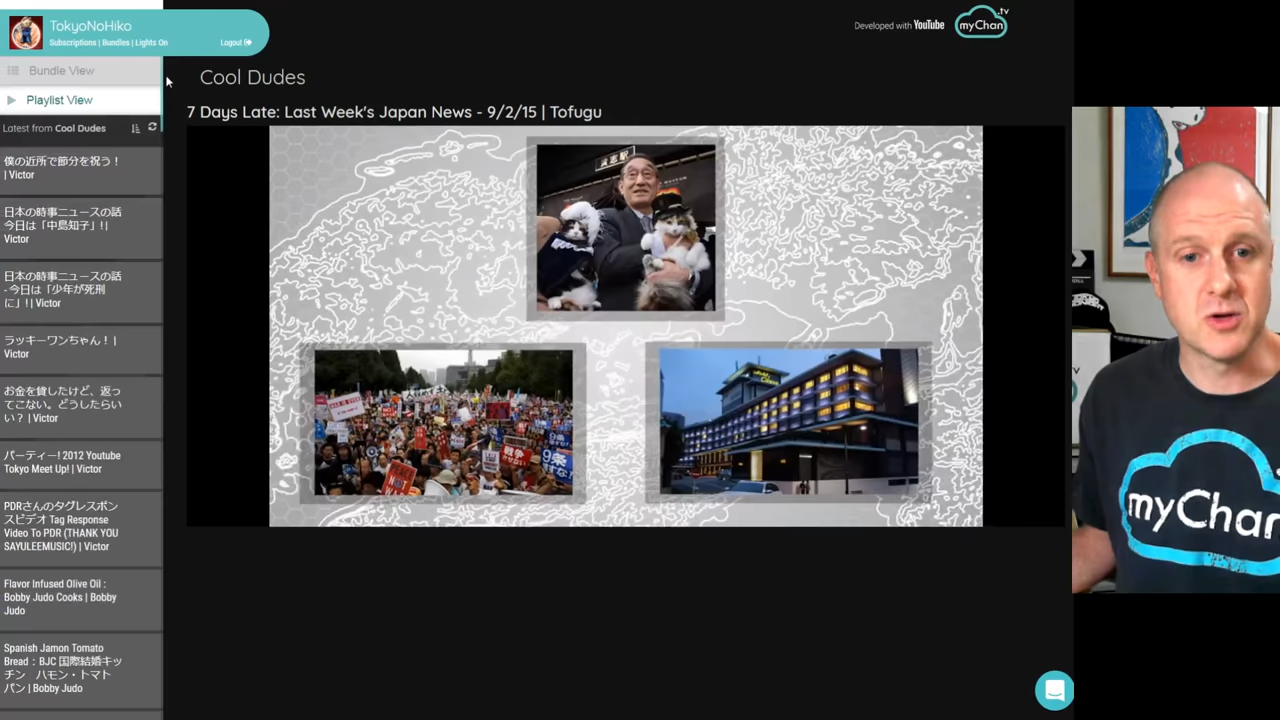 TokyoNoHiko
Subscriptions | Bundles | Lights On
Logout
Developed with YouTube
myChan
.tv
Bundle View
Playlist View
Latest from Cool Dudes
Cool Dudes
7 Days Late: Last Week's Japan News - 9/2/15 | Tofugu
僕の近所で節分を祝う！
| Victor
日本の時事ニュースの話
今日は「中島知子」! |
Victor
日本の時事ニュースの話
- 今日は「少年が死刑
に」! | Victor
ラッキーワンちゃん！ |
Victor
お金を貸したけど、返っ
てこない。どうしたらい
い？ | Victor
パーティー! 2012 Youtube
Tokyo Meet Up! | Victor
PDRさんのタグレスポン
スビデオ Tag Response
Video To PDR (THANK YOU
SAYULEEMUSIC!) | Victor
Flavor Infused Olive Oil :
Bobby Judo Cooks | Bobby
Judo
Spanish Jamon Tomato
Bread : BJC 国際結婚キッ
チン　ハモン・トマト
パン | Bobby Judo
貴志駅
9条
myChan